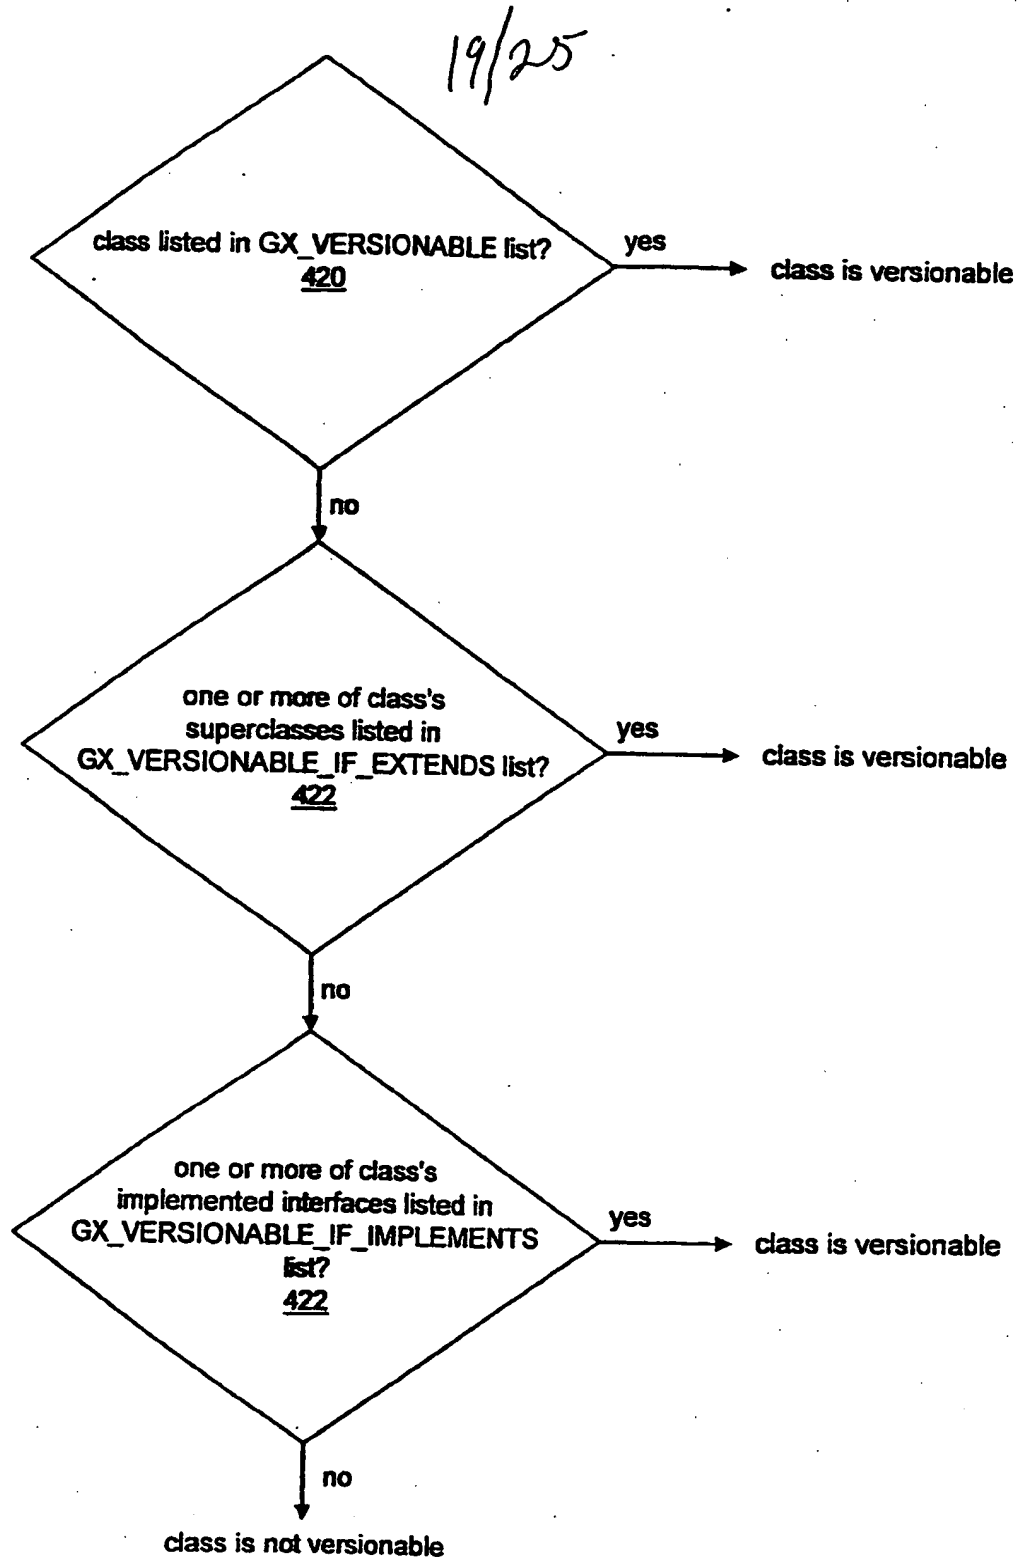 19/25
class listed in GX_VERSIONABLE list?
420
yes
class is versionable
no
one or more of class's
superclasses listed in
GX_VERSIONABLE_IF_EXTENDS list?
422
yes
class is versionable
no
one or more of class's
implemented interfaces listed in
GX_VERSIONABLE_IF_IMPLEMENTS
list?
422
yes
class is versionable
no
class is not versionable